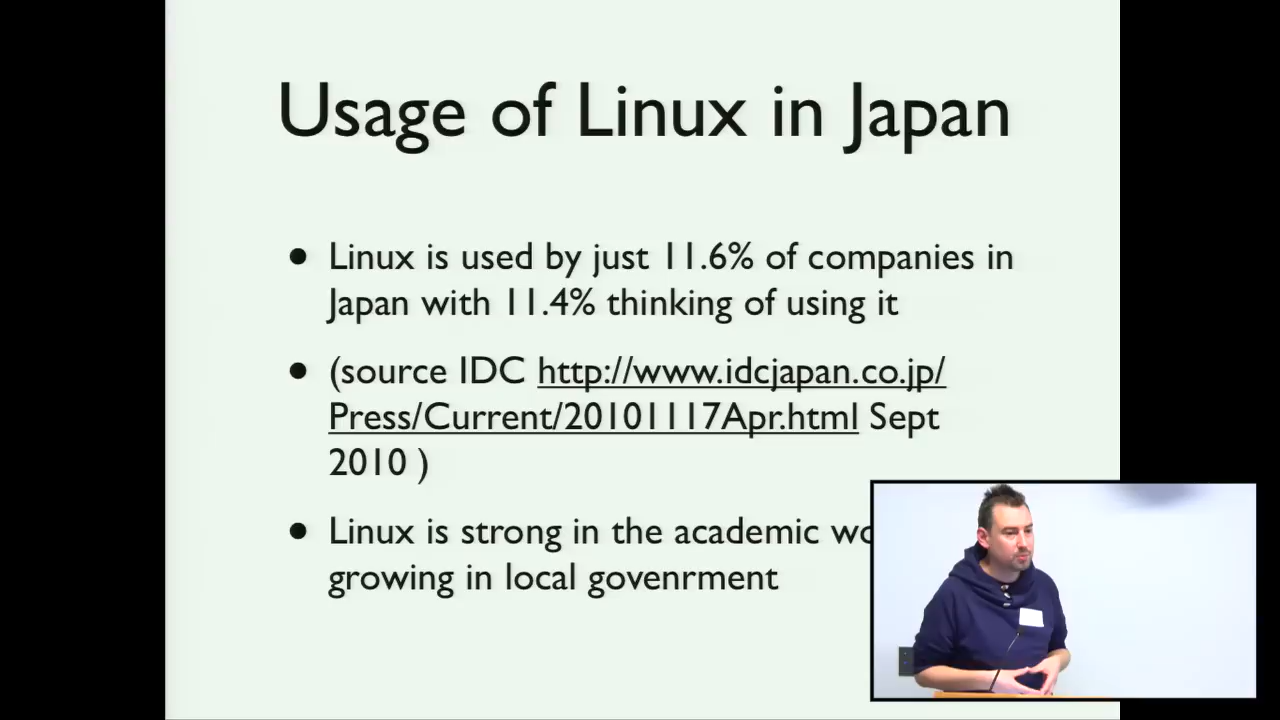 Usage of Linux in Japan
• Linux is used by just 11.6% of companies in
Japan with 11.4% thinking of using it
• (source IDC http://www.idcjapan.co.jp/
Press/Current/20101117Apr.html Sept
2010 )
• Linux is strong in the academic
growing in local govenrment